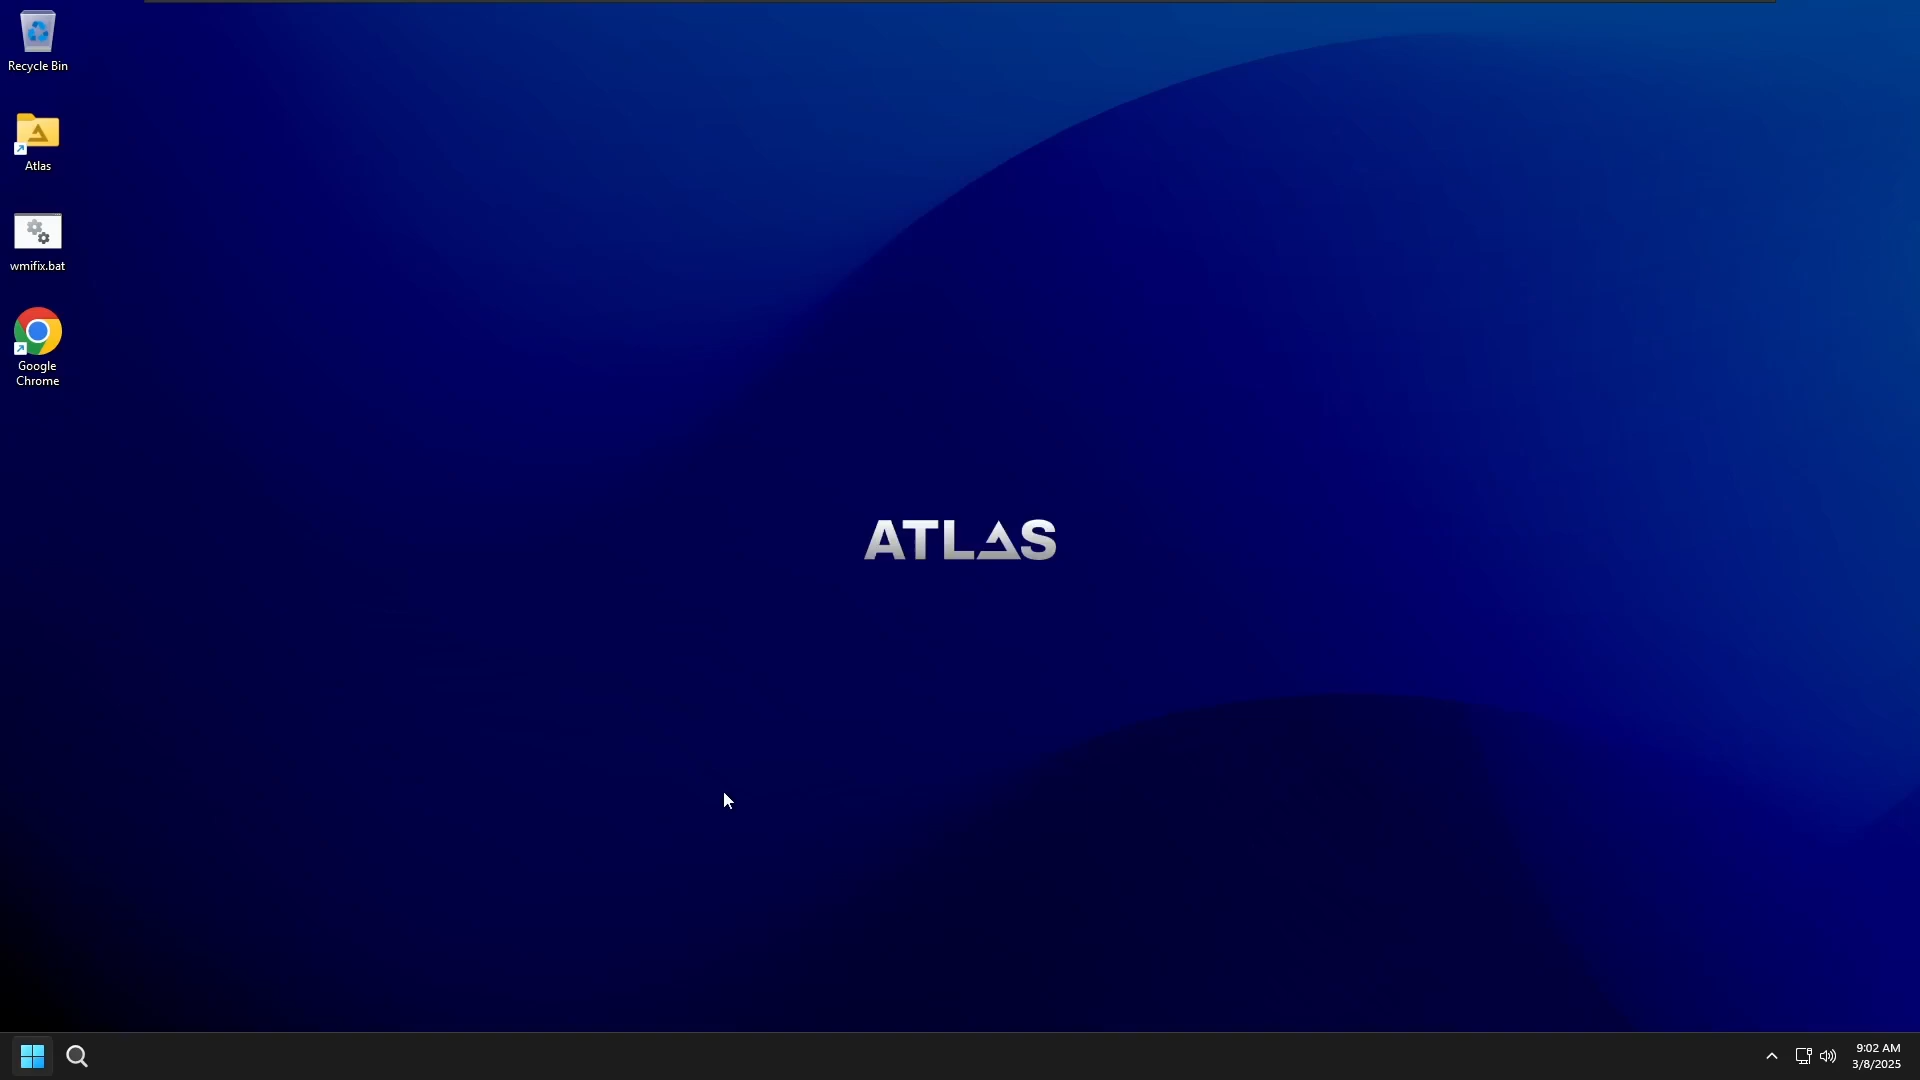 Recycle Bin
Atlas
wmifix.bat
Google
Chrome
ATLAS
9:02 AM
3/8/2025